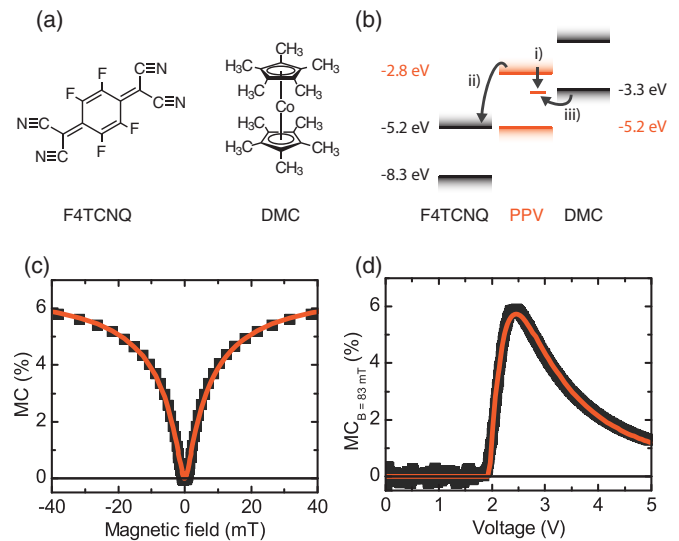 (a)
F
F
F
F
C≡N
C≡N
N≡C
N≡C
F4TCNQ
CH₃
H₃C
CH₃
H₃C
CH₃
Co
CH₃
H₃C
CH₃
H₃C
CH₃
DMC
(b)
-2.8 eV
ii)
i)
iii)
-3.3 eV
-5.2 eV
-5.2 eV
-8.3 eV
F4TCNQ
PPV
DMC
(c)
MC (%)
6
4
2
0
-40 -20 0 20 40
Magnetic field (mT)
(d)
MC B = 83 mT (%)
6
4
2
0
0 1 2 3 4 5
Voltage (V)